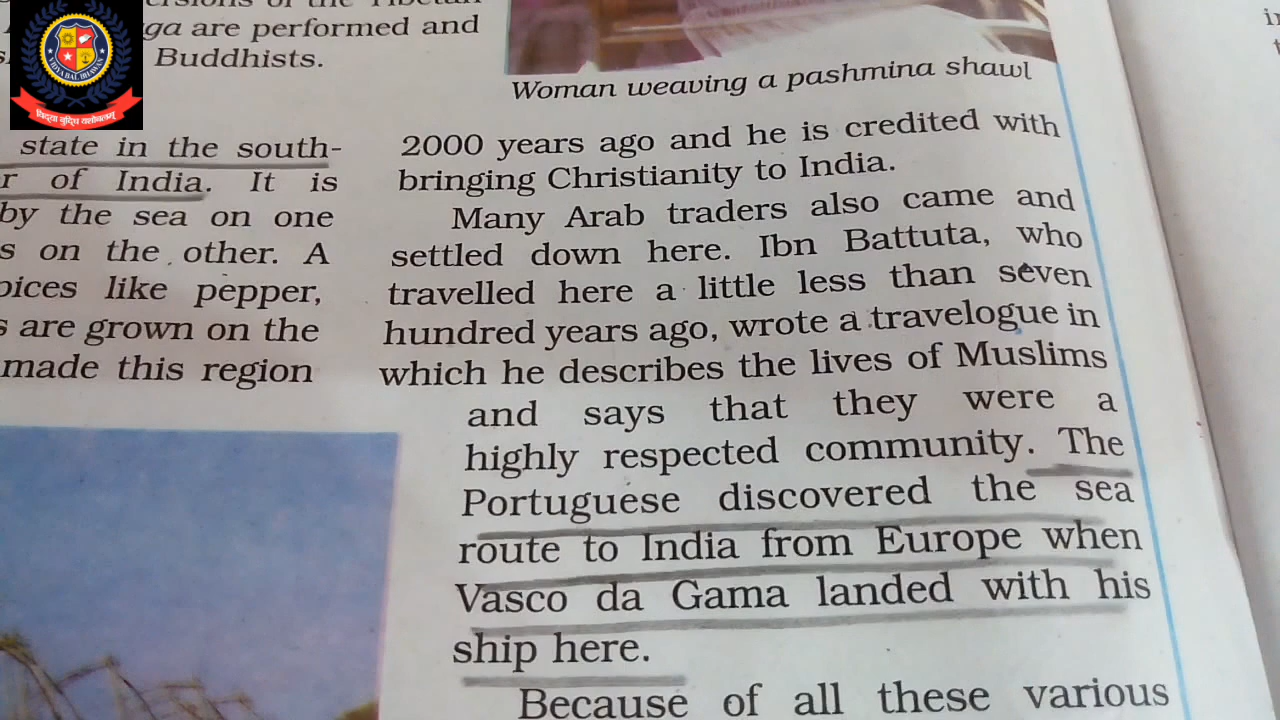 VIDYA BAL BHAWAN
ga are performed and
Buddhists.
state in the south-
r of India. It is
by the sea on one
s on the other. A
pices like pepper,
s are grown on the
made this region
Woman weaving a pashmina shawl
2000 years ago and he is credited with
bringing Christianity to India.
Many Arab traders also came and
settled down here. Ibn Battuta, who
travelled here a little less than seven
hundred years ago, wrote a travelogue in
which he describes the lives of Muslims
and says that they were a
highly respected community. The
Portuguese discovered the sea
route to India from Europe when
Vasco da Gama landed with his
ship here.
Because of all these various